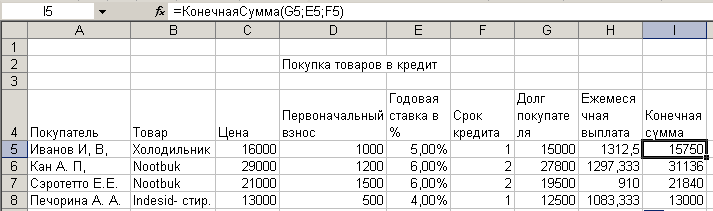 I5 fx =КонечнаяСумма(G5;E5;F5)
A B C D E F G H I
1
2 Покупка товаров в кредит
3
4 Покупатель Товар Цена Первоначальный взнос Годовая ставка в % Срок кредита Долг покупате ля Ежемеся чная выплата Конечная сумма
5 Иванов И, В, Холодильник 16000 1000 5,00% 1 15000 1312,5 15750
6 Кан А. П, Nootbuk 29000 1200 6,00% 2 27800 1297,333 31136
7 Сэротетто Е.Е. Nootbuk 21000 1500 6,00% 2 19500 910 21840
8 Печорина А. А. Indesid- стир. 13000 500 4,00% 1 12500 1083,333 13000